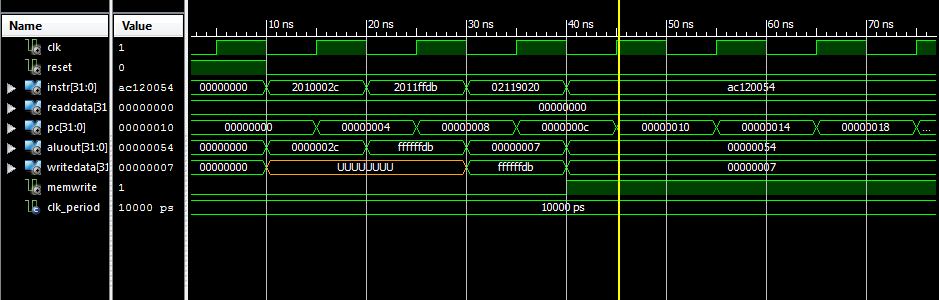 Name Value 10 ns 20 ns 30 ns 40 ns 50 ns 60 ns 70 ns
clk 1
reset 0
instr[31:0] ac120054 00000000 2010002c 2011ffdb 02119020 ac120054
readdata[31 00000000 00000000
pc[31:0] 00000010 00000000 00000004 00000008 0000000c 00000010 00000014 00000018 ...
aluout[31:0] 00000054 00000000 0000002c ffffffdb 00000007 00000054
writedata[3 00000007 00000000 UUUUUUUU ffffffdb 00000007
memwrite 1
clk_period 10000 ps 10000 ps